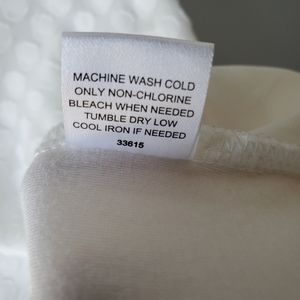 MACHINE WASH COLD
ONLY NON-CHLORINE
BLEACH WHEN NEEDED
TUMBLE DRY LOW
COOL IRON IF NEEDED
33615